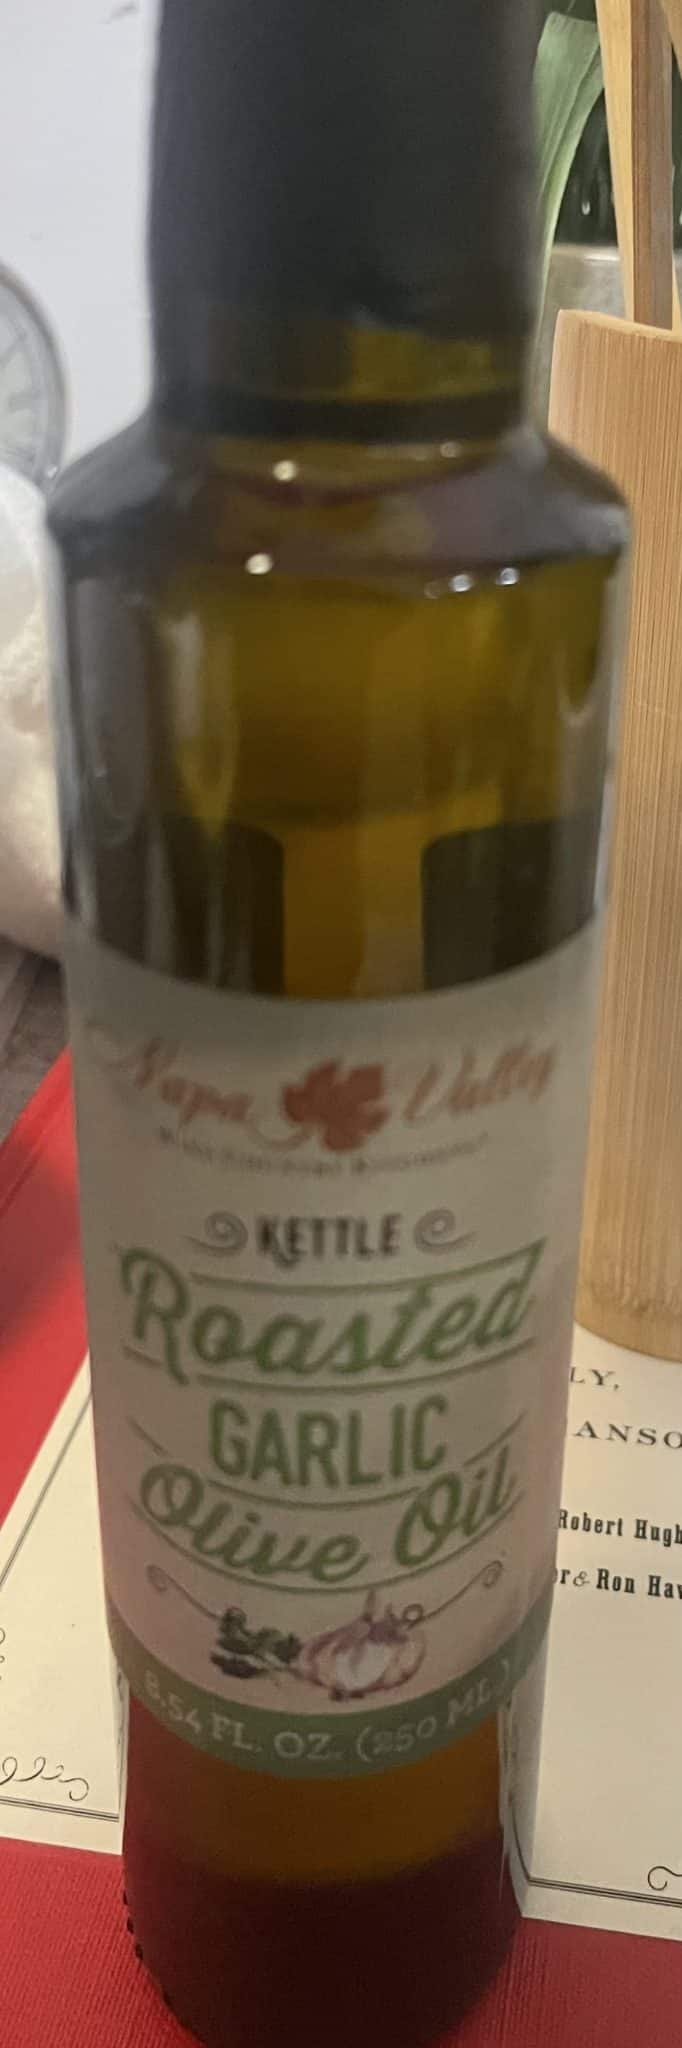 Napa Valley
KETTLE
Roasted
GARLIC
Olive Oil
8.54 FL. OZ. (250 ML)
LY,
ANSO
Robert Hugh
r & Ron Hav